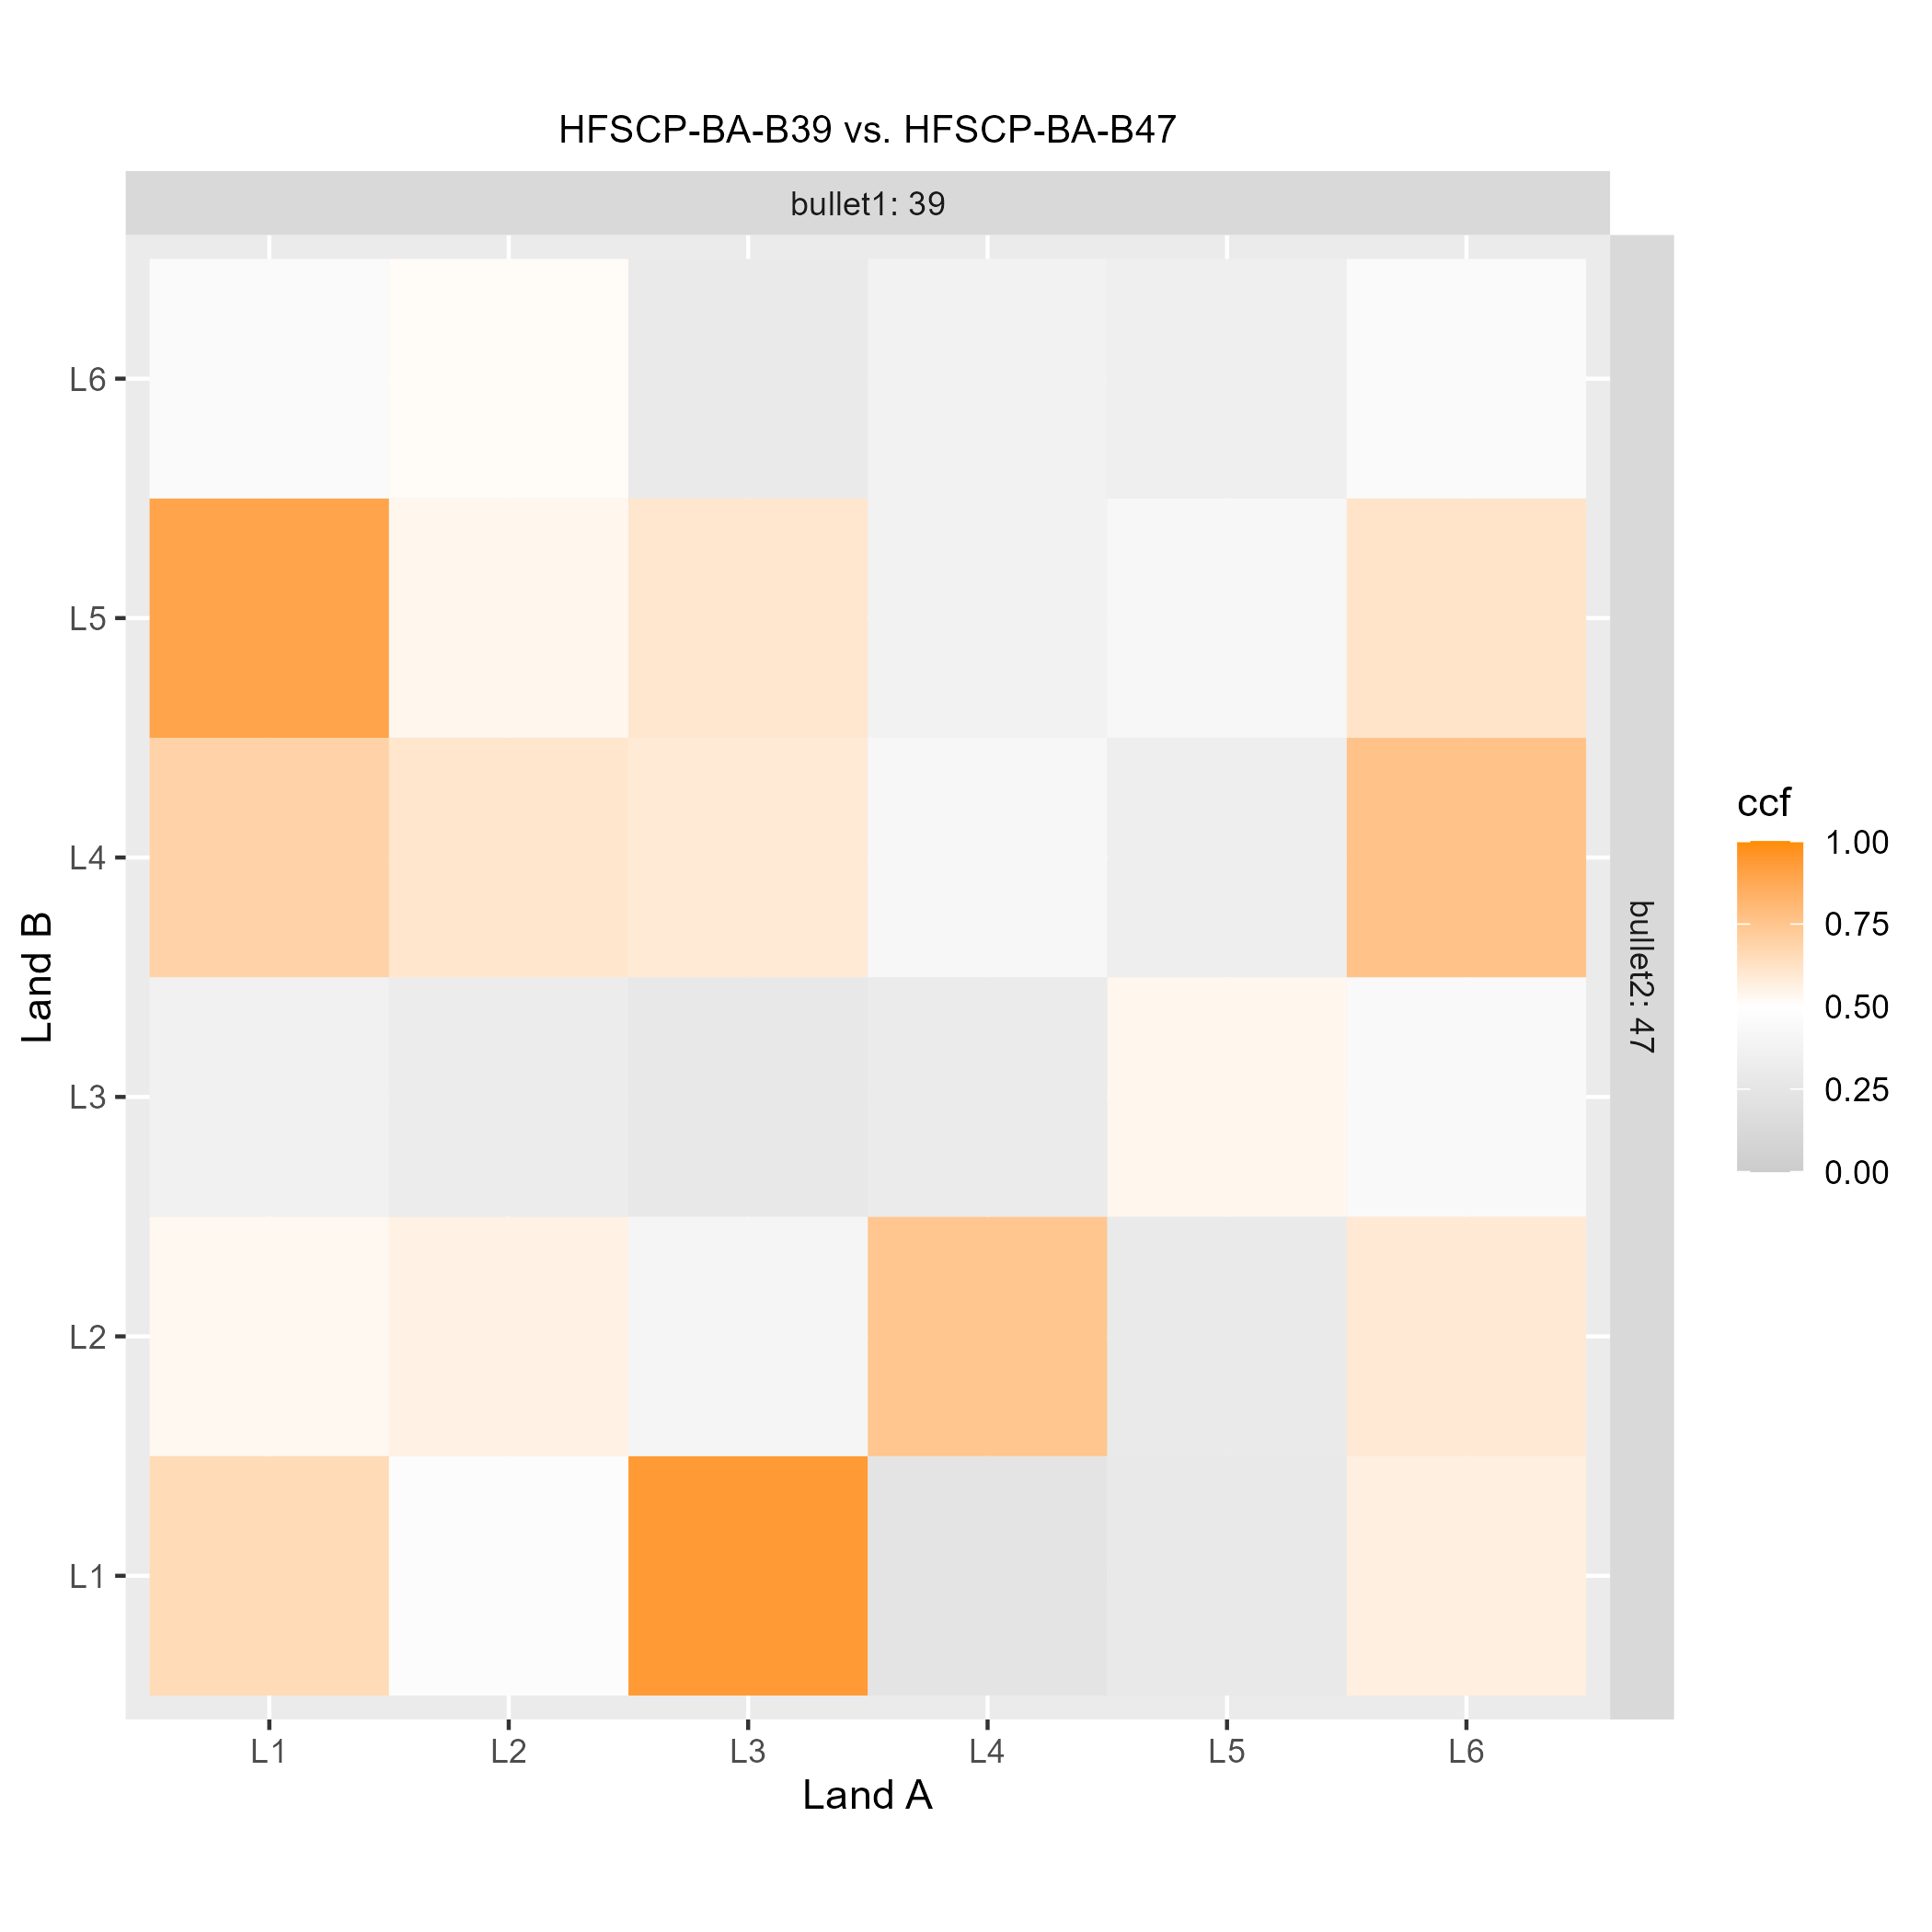 HFSCP-BA-B39 vs. HFSCP-BA-B47
bullet1: 39
L6
L5
L4
L3
L2
L1
Land B
bullet2: 47
L1 L2 L3 L4 L5 L6
Land A
ccf
1.00
0.75
0.50
0.25
0.00